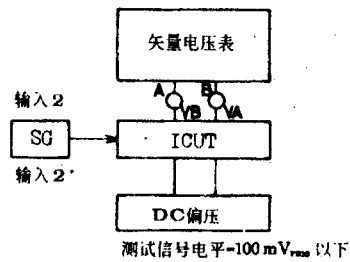 矢量电压表
A
B
VB
VA
输入2
SG
ICUT
输入2'
DC偏压
测试信号电平=100mVrms以下